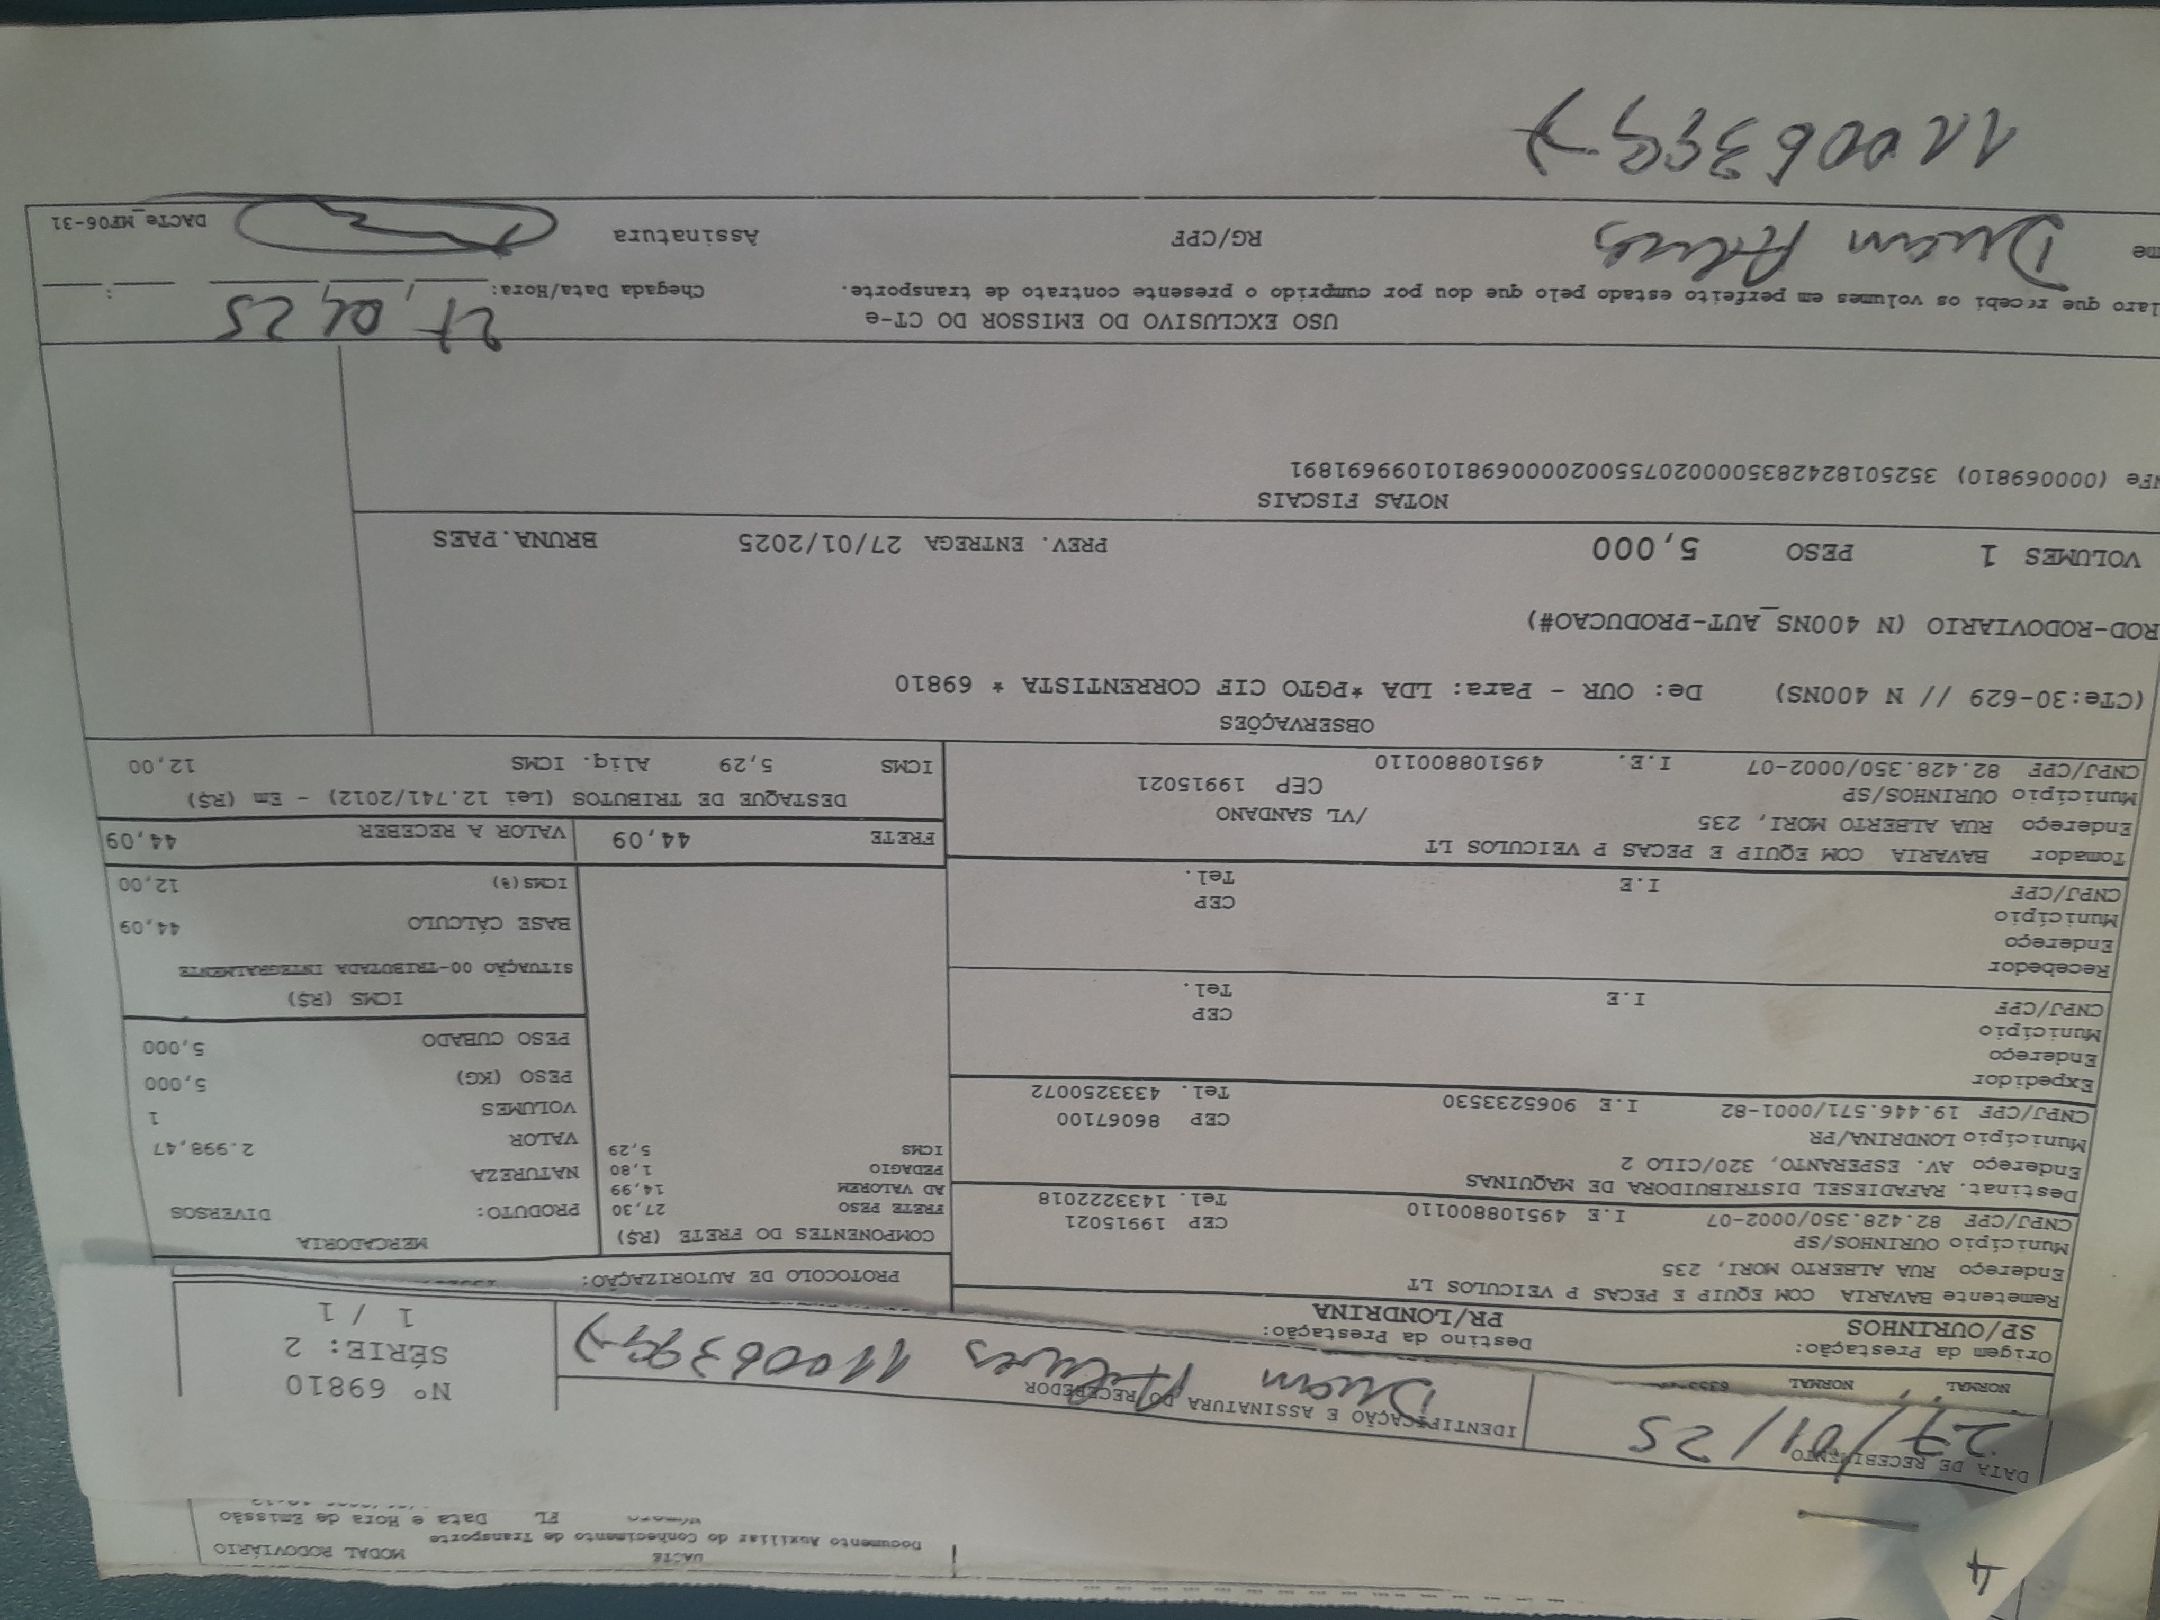 4
DACTE
Documento Auxiliar do Conhecimento de Transporte
MODAL RODOVIÁRIO
FL Data e Hora de Emissão
DATA DE RECEBIMENTO
27/01/25
IDENTIFICAÇÃO E ASSINATURA DO RECEBEDOR
Nº 69810
SÉRIE: 2
1 / 1
NORMAL NORMAL
Origem da Prestação:
SP/OURINHOS
Destino da Prestação:
PR/LONDRINA
PROTOCOLO DE AUTORIZAÇÃO:
Remetente BAVARIA COM EQUIP E PECAS P VEICULOS LT
Endereço RUA ALBERTO MORI, 235
Município OURINHOS/SP CEP 19915021
CNPJ/CPF 82.428.350/0002-07 I.E 495108800110 Tel. 1433222018
Destinat. RAFADIESEL DISTRIBUIDORA DE MAQUINAS
Endereço AV. ESPERANTO, 320/CILO 2
Município LONDRINA/PR CEP 86067100
CNPJ/CPF 19.446.571/0001-82 I.E 9065233530 Tel. 4333250072
Expedidor
Endereço
Município CEP
CNPJ/CPF I.E Tel.
Recebedor
Endereço
Município CEP
CNPJ/CPF I.E Tel.
Tomador BAVARIA COM EQUIP E PECAS P VEICULOS LT
Endereço RUA ALBERTO MORI, 235 /VL SANDANO
Município OURINHOS/SP CEP 19915021
CNPJ/CPF 82.428.350/0002-07 I.E. 495108800110
COMPONENTES DO FRETE (R$)
FRETE PESO 27,30
AD VALOREM 14,99
PEDAGIO 1,80
ICMS 5,29
MERCADORIA
PRODUTO: DIVERSOS
NATUREZA
VALOR 2.998,47
VOLUMES 1
PESO (KG) 5,000
PESO CUBADO 5,000
ICMS (R$)
SITUAÇÃO 00-TRIBUTADA INTEGRALMENTE
BASE CÁLCULO 44,09
ICMS(%) 12,00
FRETE 44,09 VALOR A RECEBER 44,09
DESTAQUE DE TRIBUTOS (Lei 12.741/2012) - Em (R$)
ICMS 5,29 Aliq. ICMS 12,00
OBSERVAÇÕES
(CTe:30-629 // N 400NS) De: OUR - Para: LDA *PGTO CIF CORRENTISTA * 69810
ROD-RODOVIARIO (N 400NS_AUT-PRODUCAO#)
VOLUMES 1 PESO 5,000 PREV. ENTREGA 27/01/2025 BRUNA.PAES
NOTAS FISCAIS
NFe (000069810) 35250182428350000207550020000698101099691891
USO EXCLUSIVO DO EMISSOR DO CT-e
laro que recebi os volumes em perfeito estado pelo que dou por cumprido o presente contrato de transporte.
Chegada Data/Hora: 27 01 25
me RG/CPF Assinatura
DACTe_MF06-31